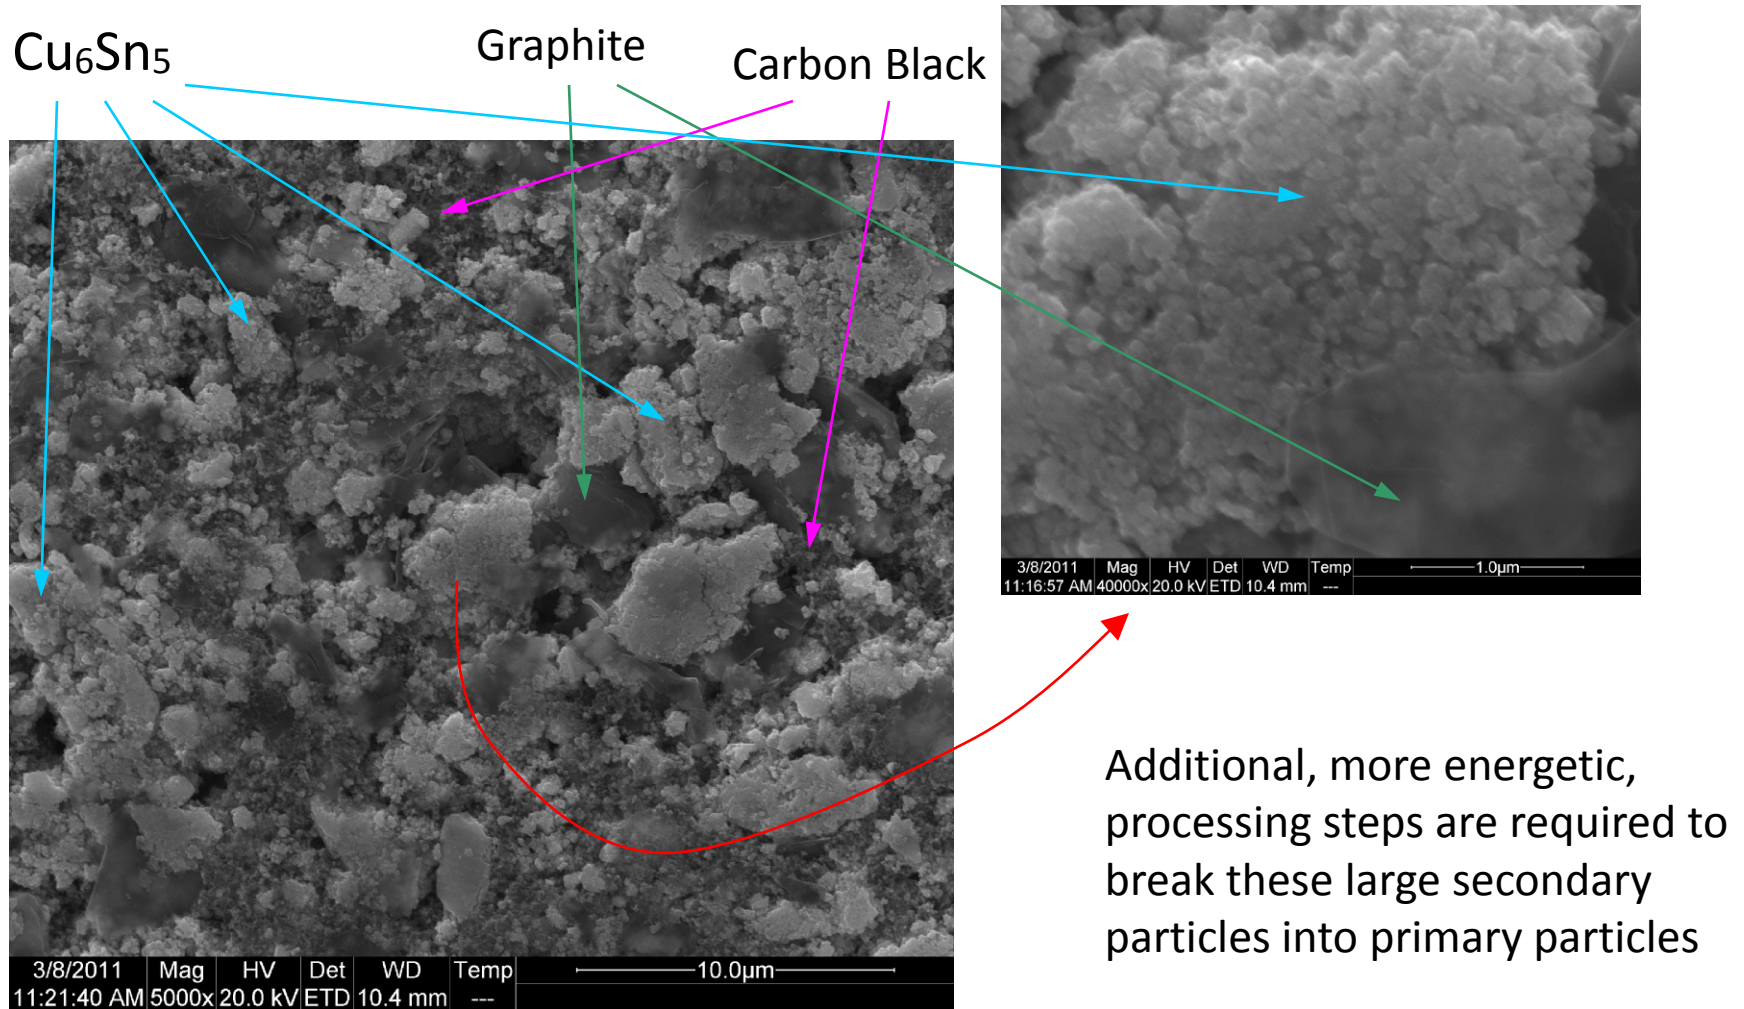 Cu₆Sn₅
Graphite
Carbon Black
3/8/2011 Mag HV Det WD Temp 1.0µm
11:16:57 AM 40000x 20.0 kV ETD 10.4 mm ---
Additional, more energetic,
processing steps are required to
break these large secondary
particles into primary particles
3/8/2011 Mag HV Det WD Temp 10.0µm
11:21:40 AM 5000x 20.0 kV ETD 10.4 mm ---